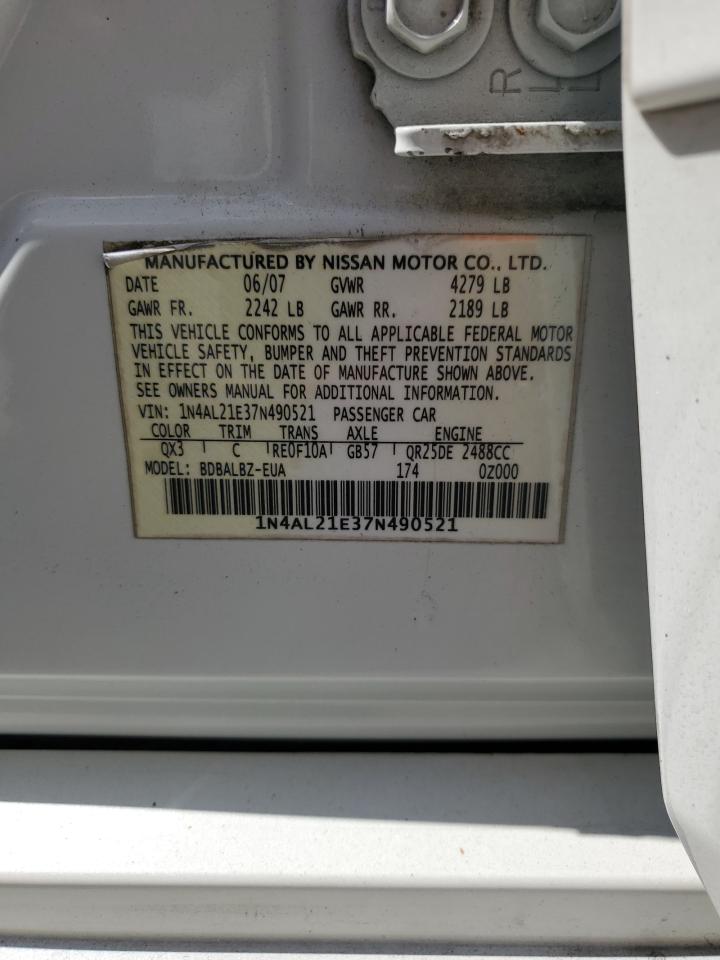 R
L L
MANUFACTURED BY NISSAN MOTOR CO., LTD.
DATE 06/07 GVWR 4279 LB
GAWR FR. 2242 LB GAWR RR. 2189 LB
THIS VEHICLE CONFORMS TO ALL APPLICABLE FEDERAL MOTOR
VEHICLE SAFETY, BUMPER AND THEFT PREVENTION STANDARDS
IN EFFECT ON THE DATE OF MANUFACTURE SHOWN ABOVE.
SEE OWNERS MANUAL FOR ADDITIONAL INFORMATION.
VIN: 1N4AL21E37N490521 PASSENGER CAR
COLOR TRIM TRANS AXLE ENGINE
QX3 C RE0F10A GB57 QR25DE 2488CC
MODEL: BDBALBZ-EUA 174 0Z000
1N4AL21E37N490521